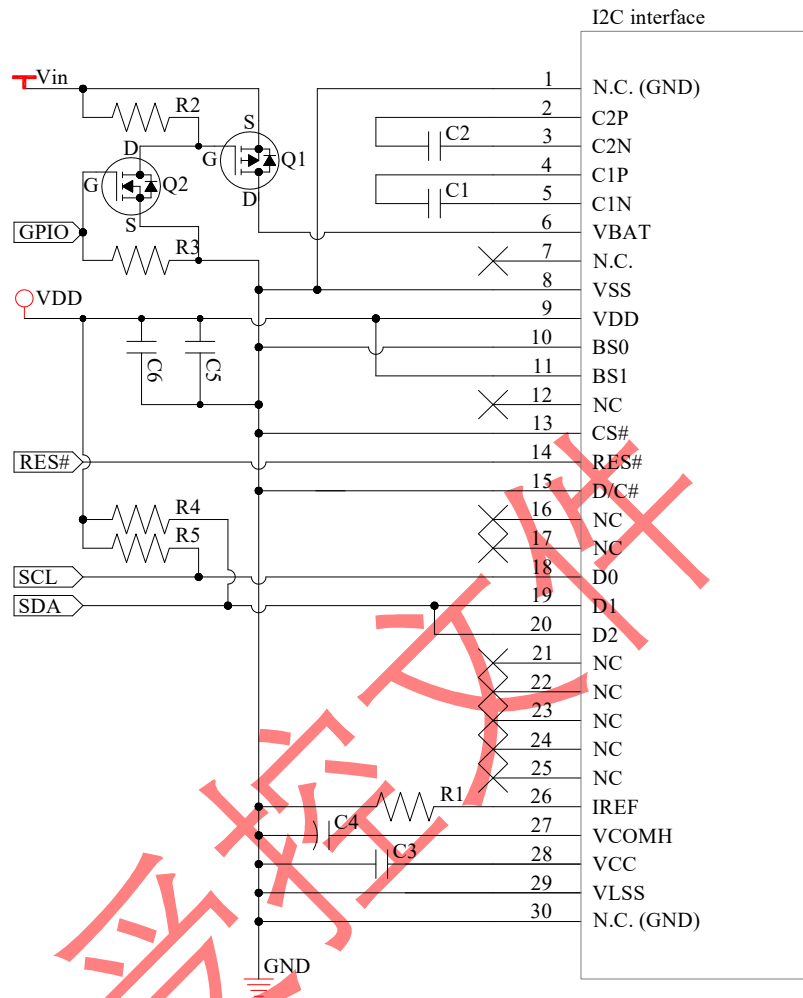 I2C interface
Vin
R2
S
D
G
Q1
G
Q2
D
S
GPIO
R3
VDD
C6
C5
RES#
R4
R5
SCL
SDA
C2
C1
1 N.C. (GND)
2 C2P
3 C2N
4 C1P
5 C1N
6 VBAT
7 N.C.
8 VSS
9 VDD
10 BS0
11 BS1
12 NC
13 CS#
14 RES#
15 D/C#
16 NC
17 NC
18 D0
19 D1
20 D2
21 NC
22 NC
23 NC
24 NC
25 NC
R1 26 IREF
C4 27 VCOMH
C3 28 VCC
29 VLSS
30 N.C. (GND)
GND
受控文件